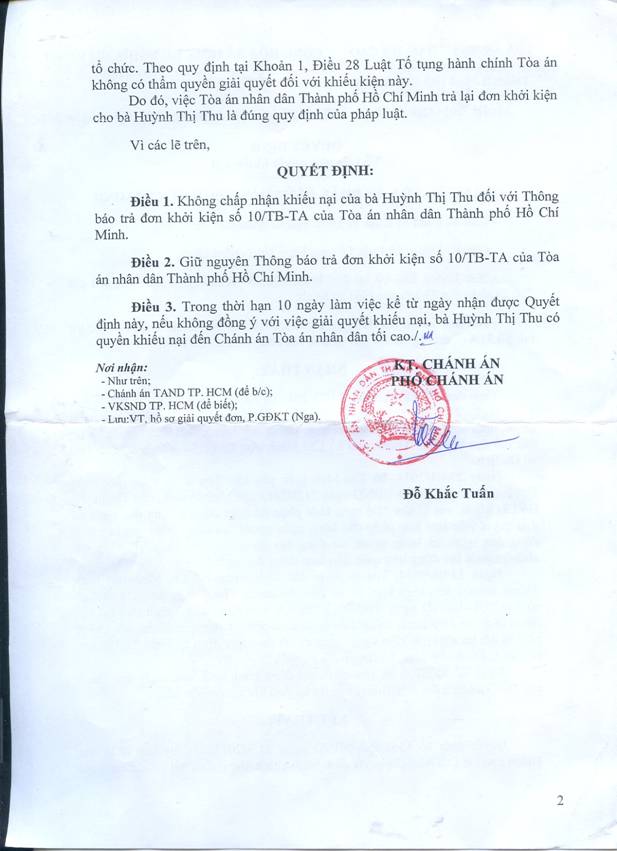 tổ chức. Theo quy định tại Khoản 1, Điều 28 Luật Tố tụng hành chính Tòa án
không có thẩm quyền giải quyết đối với khiếu kiện này.
Do đó, việc Tòa án nhân dân Thành phố Hồ Chí Minh trả lại đơn khởi kiện
cho bà Huỳnh Thị Thu là đúng quy định của pháp luật.
Vì các lẽ trên,
QUYẾT ĐỊNH:
Điều 1. Không chấp nhận khiếu nại của bà Huỳnh Thị Thu đối với Thông
báo trả đơn khởi kiện số 10/TB-TA của Tòa án nhân dân Thành phố Hồ Chí
Minh.
Điều 2. Giữ nguyên Thông báo trả đơn khởi kiện số 10/TB-TA của Tòa
án nhân dân Thành phố Hồ Chí Minh.
Điều 3. Trong thời hạn 10 ngày làm việc kể từ ngày nhận được Quyết
định này, nếu không đồng ý với việc giải quyết khiếu nại, bà Huỳnh Thị Thu có
quyền khiếu nại đến Chánh án Tòa án nhân dân tối cao./.
Nơi nhận:
- Như trên;
- Chánh án TAND TP. HCM (để b/c);
- VKSND TP. HCM (để biết);
- Lưu:VT, hồ sơ giải quyết đơn, P.GĐKT (Nga).
KT. CHÁNH ÁN
PHÓ CHÁNH ÁN
TÒA ÁN NHÂN DÂN THÀNH PHỐ HỒ CHÍ MINH
Đỗ Khắc Tuấn
2